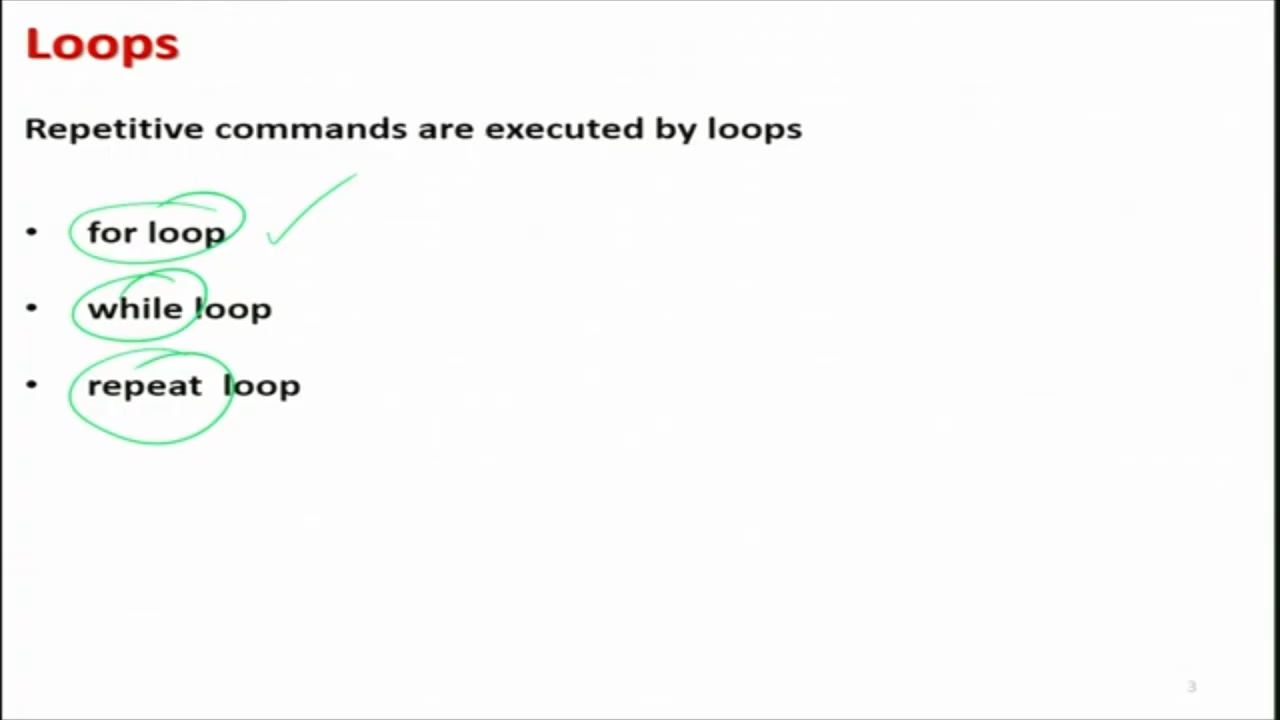 Loops
Repetitive commands are executed by loops
• for loop
• while loop
• repeat loop
3